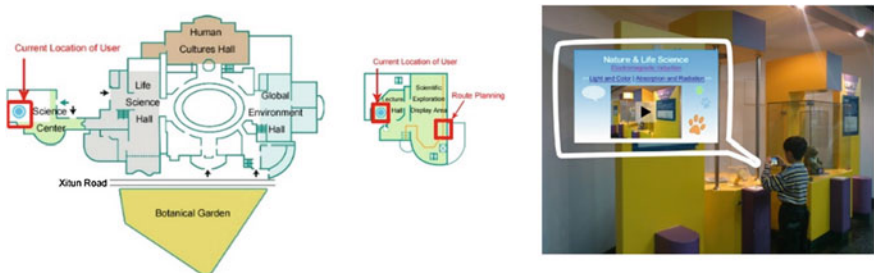 Current Location of User
Human
Cultures Hall
Life
Science
Hall
Science
Center
Global
Environment
Hall
Xitun Road
Botanical Garden
Current Location of User
Lecture
Hall
Scientific
Exploration
Display Area
Route Planning
Nature & Life Science
Electromagnetic radiation
Light and Color | Absorption and Radiation